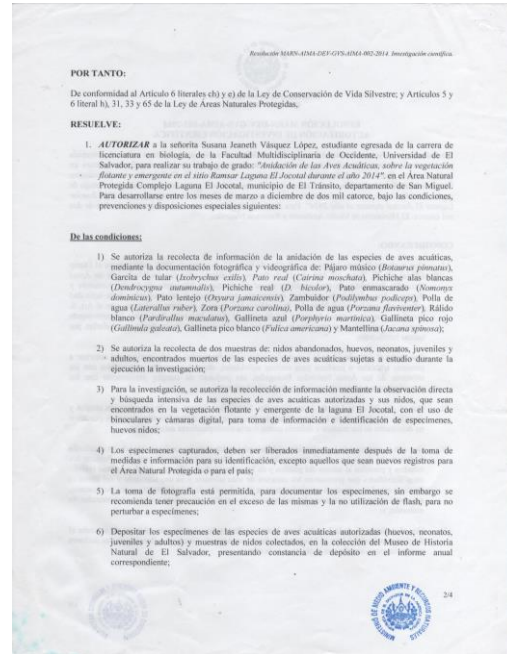 Resolución MARN-AIMA-DEV-GVS-AIMA-002-2014. Investigación científica.
POR TANTO:
De conformidad al Artículo 6 literales ch) y e) de la Ley de Conservación de Vida Silvestre; y Artículos 5 y
6 literal h), 31, 33 y 65 de la Ley de Áreas Naturales Protegidas,
RESUELVE:
1. AUTORIZAR a la señorita Susana Jeaneth Vásquez López, estudiante egresada de la carrera de
licenciatura en biología, de la Facultad Multidisciplinaria de Occidente, Universidad de El
Salvador, para realizar su trabajo de grado: "Anidación de las Aves Acuáticas, sobre la vegetación
flotante y emergente en el sitio Ramsar Laguna El Jocotal durante el año 2014". en el Área Natural
Protegida Complejo Laguna El Jocotal, municipio de El Tránsito, departamento de San Miguel.
Para desarrollarse entre los meses de marzo a diciembre de dos mil catorce, bajo las condiciones,
prevenciones y disposiciones especiales siguientes:
De las condiciones:
1) Se autoriza la recolecta de información de la anidación de las especies de aves acuáticas,
mediante la documentación fotográfica y videográfica de: Pájaro músico (Botaurus pinnatus),
Garcita de tular (Ixobrychus exilis), Pato real (Cairina moschata), Pichiche alas blancas
(Dendrocygna autumnalis), Pichiche real (D. bicolor), Pato enmascarado (Nomonyx
dominicus), Pato lentejo (Oxyura jamaicensis), Zambuidor (Podilymbus podiceps), Polla de
agua (Laterallus ruber), Zora (Porzana carolina), Polla de agua (Porzana flaviventer), Rálido
blanco (Pardirallus maculatus), Gallineta azul (Porphyrio martinica), Gallineta pico rojo
(Gallinula galeata), Gallineta pico blanco (Fulica americana) y Mantellina (Jacana spinosa);
2) Se autoriza la recolecta de dos muestras de: nidos abandonados, huevos, neonatos, juveniles y
adultos, encontrados muertos de las especies de aves acuáticas sujetas a estudio durante la
ejecución la investigación;
3) Para la investigación, se autoriza la recolección de información mediante la observación directa
y búsqueda intensiva de las especies de aves acuáticas autorizadas y sus nidos, que sean
encontrados en la vegetación flotante y emergente de la laguna El Jocotal, con el uso de
binoculares y cámaras digital, para toma de información e identificación de especímenes,
huevos nidos;
4) Los especímenes capturados, deben ser liberados inmediatamente después de la toma de
medidas e información para su identificación, excepto aquellos que sean nuevos registros para
el Área Natural Protegida o para el país;
5) La toma de fotografía está permitida, para documentar los especímenes, sin embargo se
recomienda tener precaución en el exceso de las mismas y la no utilización de flash, para no
perturbar a especímenes;
6) Depositar los especímenes de las especies de aves acuáticas autorizadas (huevos, neonatos,
juveniles y adultos) y muestras de nidos colectados, en la colección del Museo de Historia
Natural de El Salvador, presentando constancia de depósito en el informe anual
correspondiente;
2/4
MINISTERIO DE MEDIO AMBIENTE Y RECURSOS NATURALES